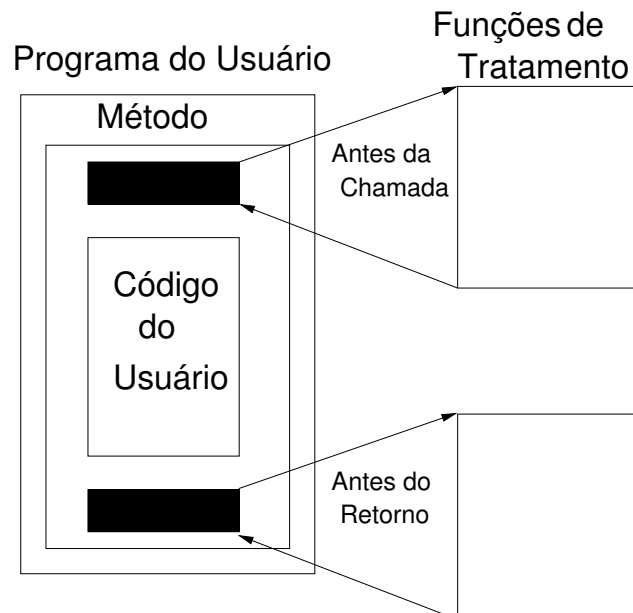 Funções de
Tratamento
Programa do Usuário
Método
Antes da
Chamada
Código
do
Usuário
Antes do
Retorno